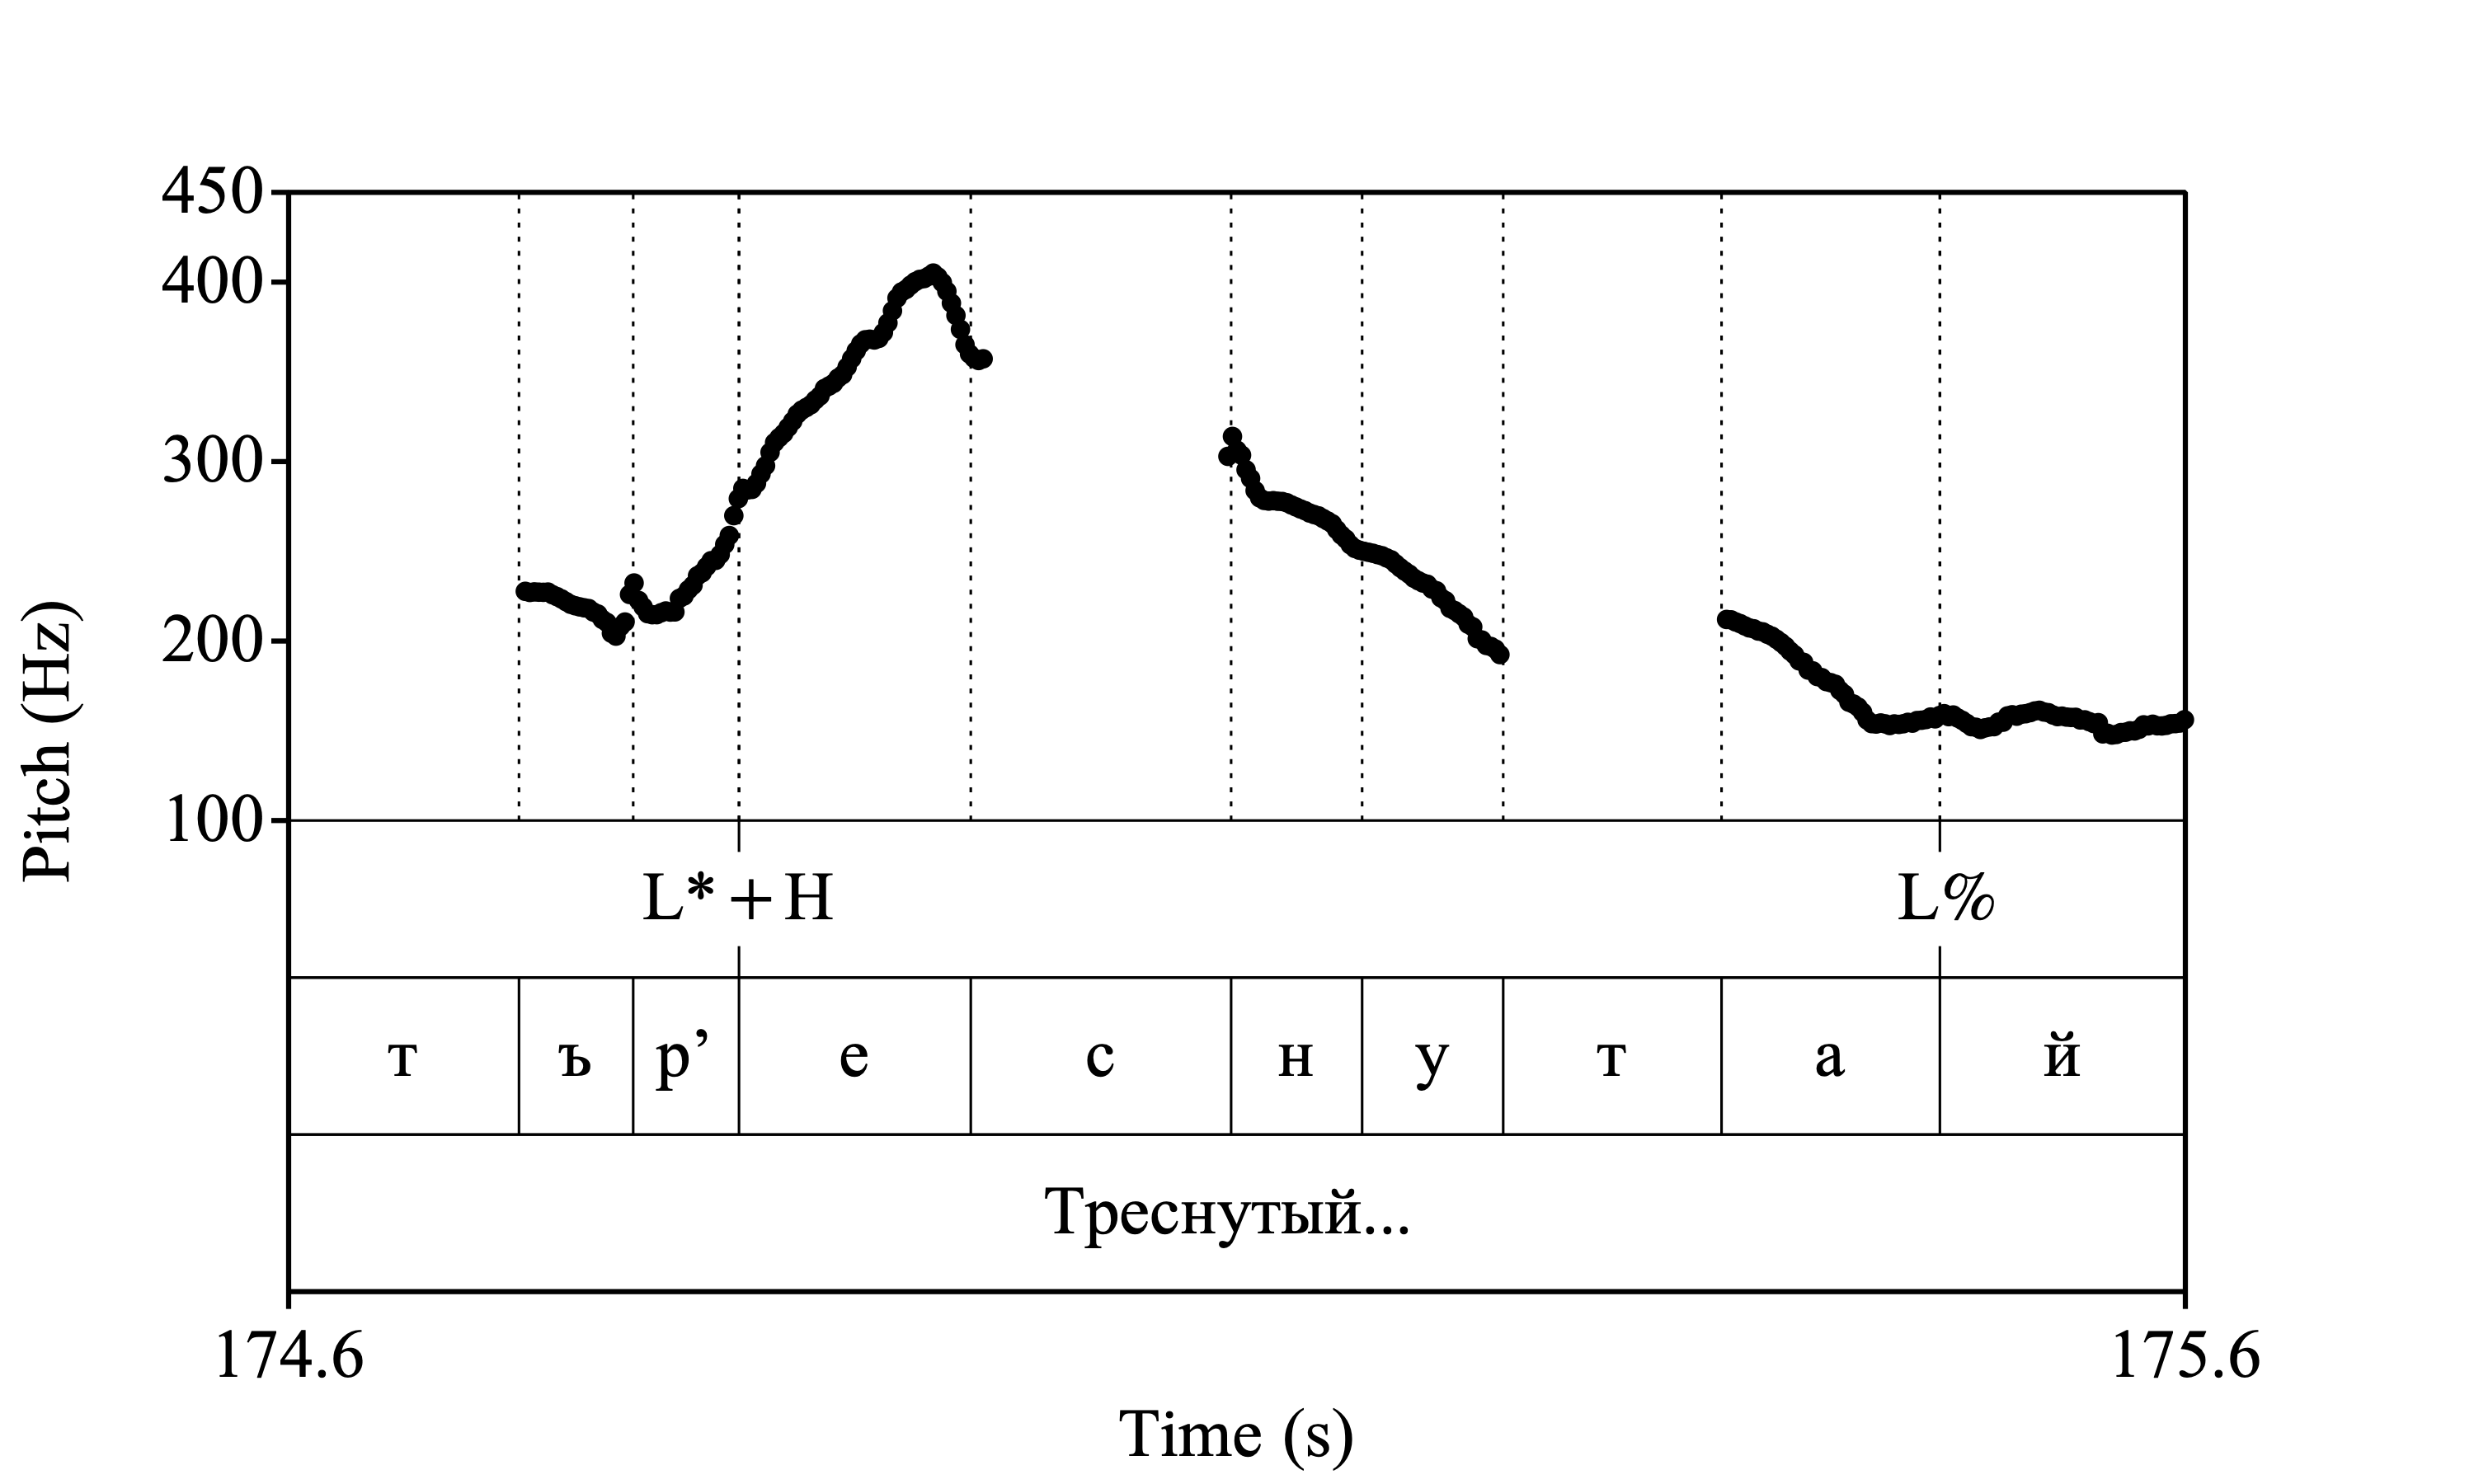 450
400
300
200
100
Pitch (Hz)
L*+H L%
т ъ р’ е с н у т а й
Треснутый...
174.6 175.6
Time (s)